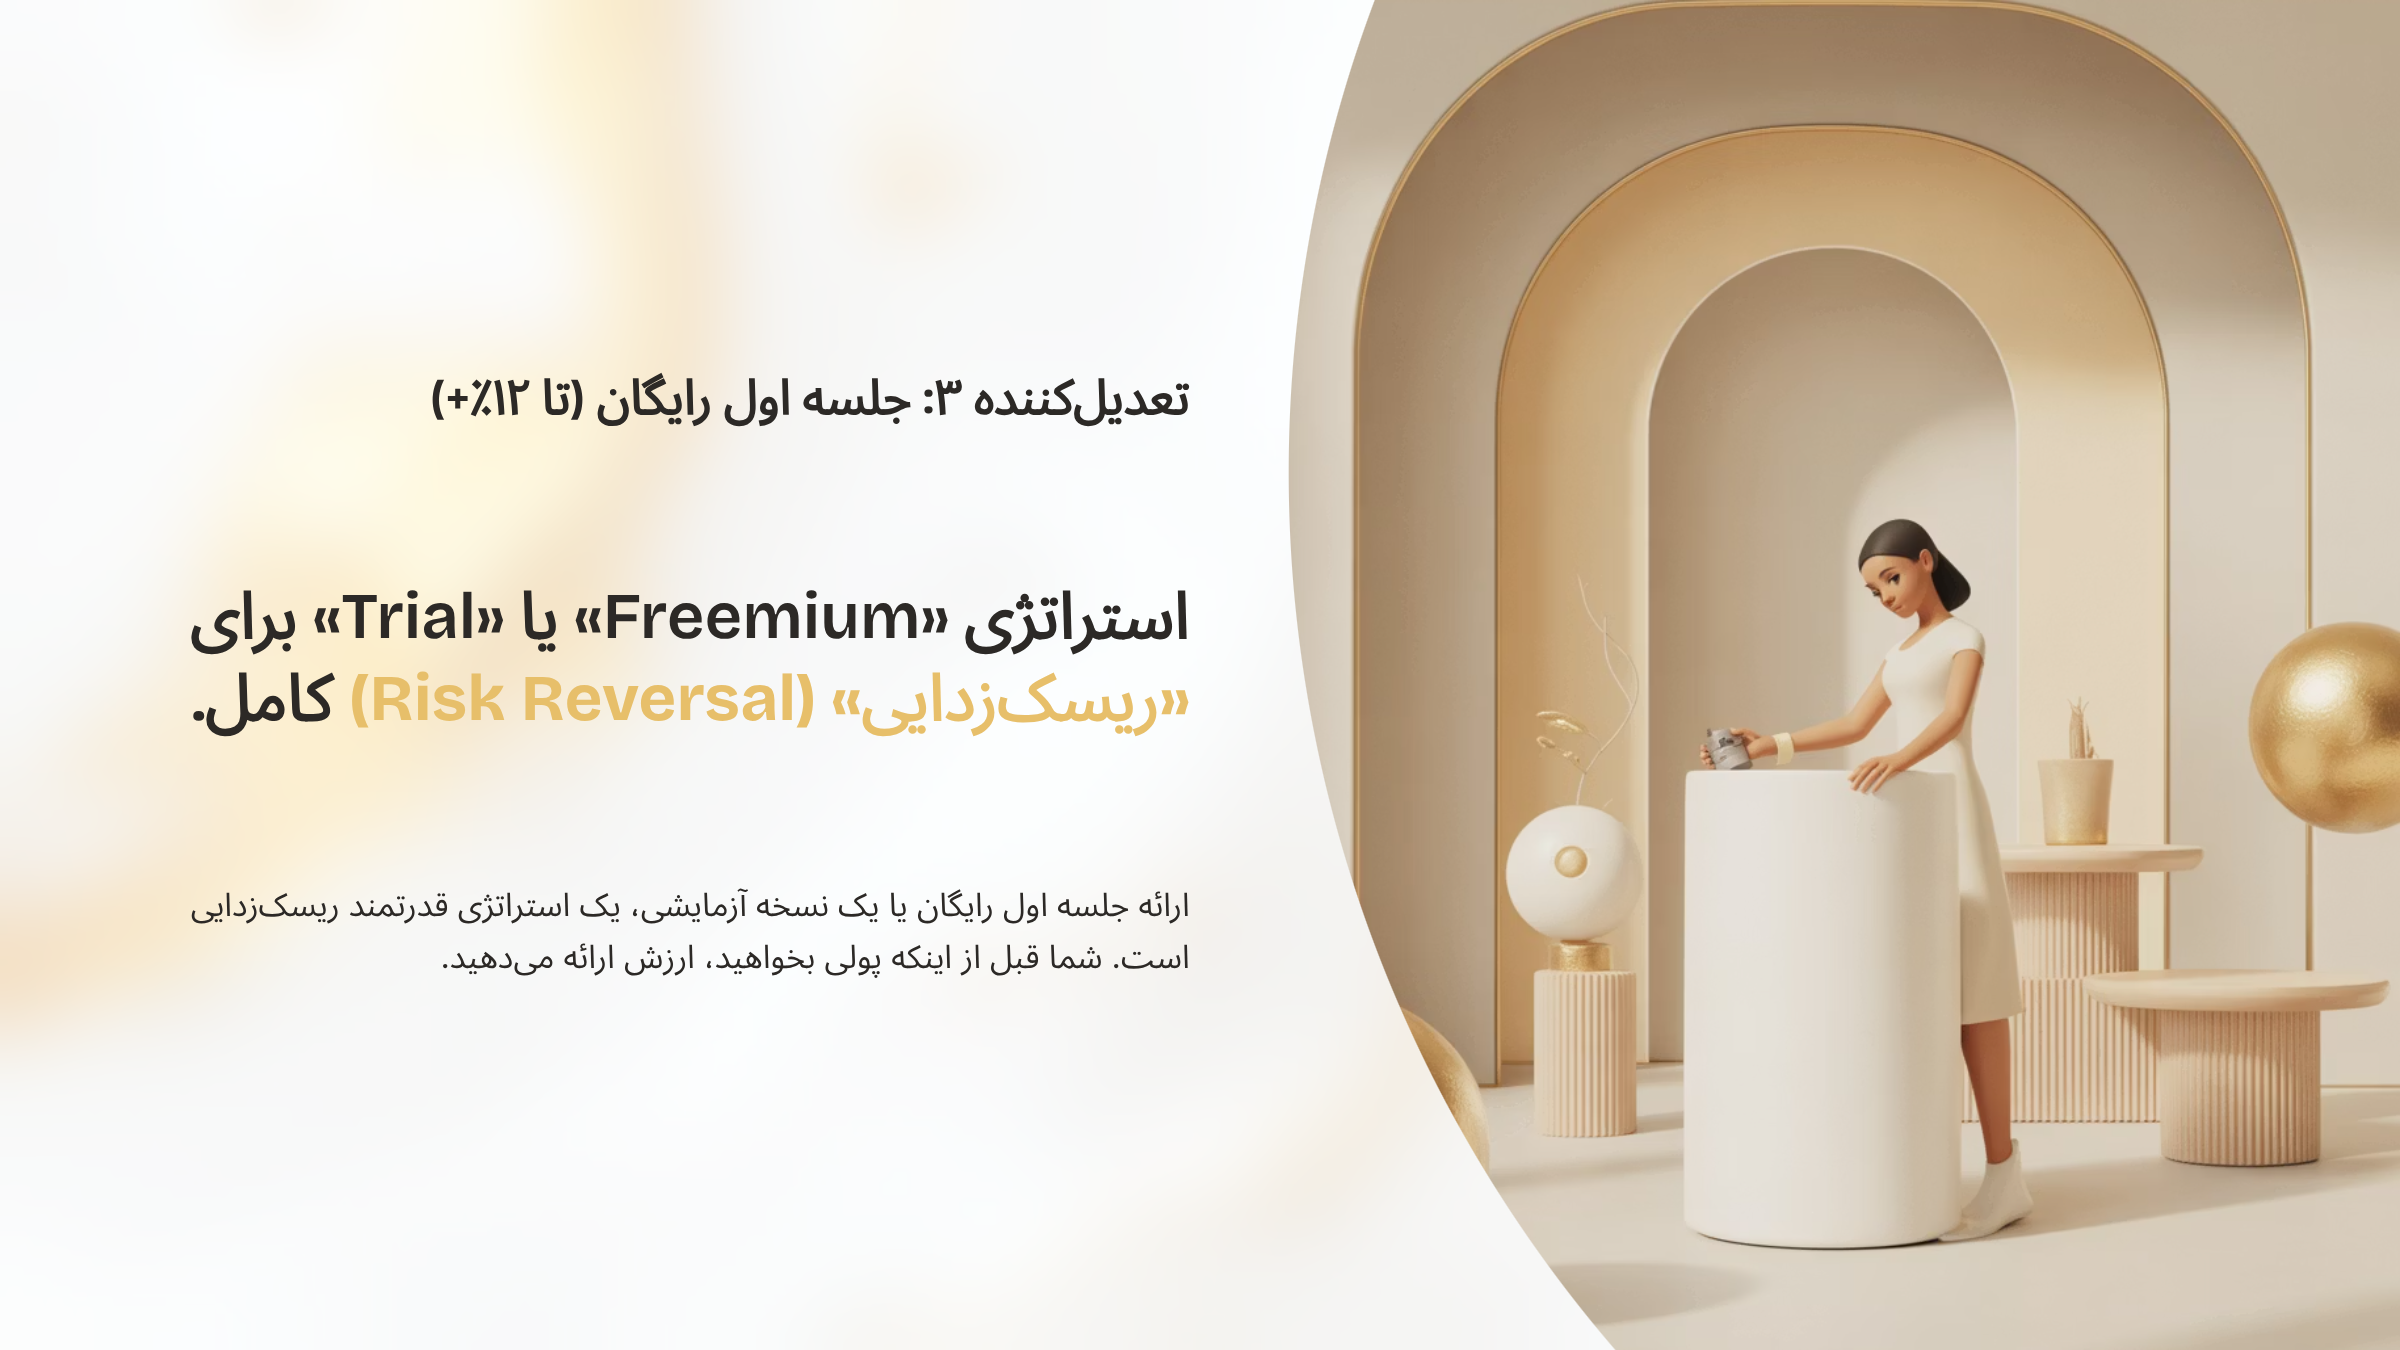 تعدیل‌کننده ۳: جلسه اول رایگان (تا ۱۲٪+)
استراتژی «Freemium» یا «Trial» برای
«ریسک‌زدایی» (Risk Reversal) کامل.
ارائه جلسه اول رایگان یا یک نسخه آزمایشی، یک استراتژی قدرتمند ریسک‌زدایی
است. شما قبل از اینکه پولی بخواهید، ارزش ارائه می‌دهید.